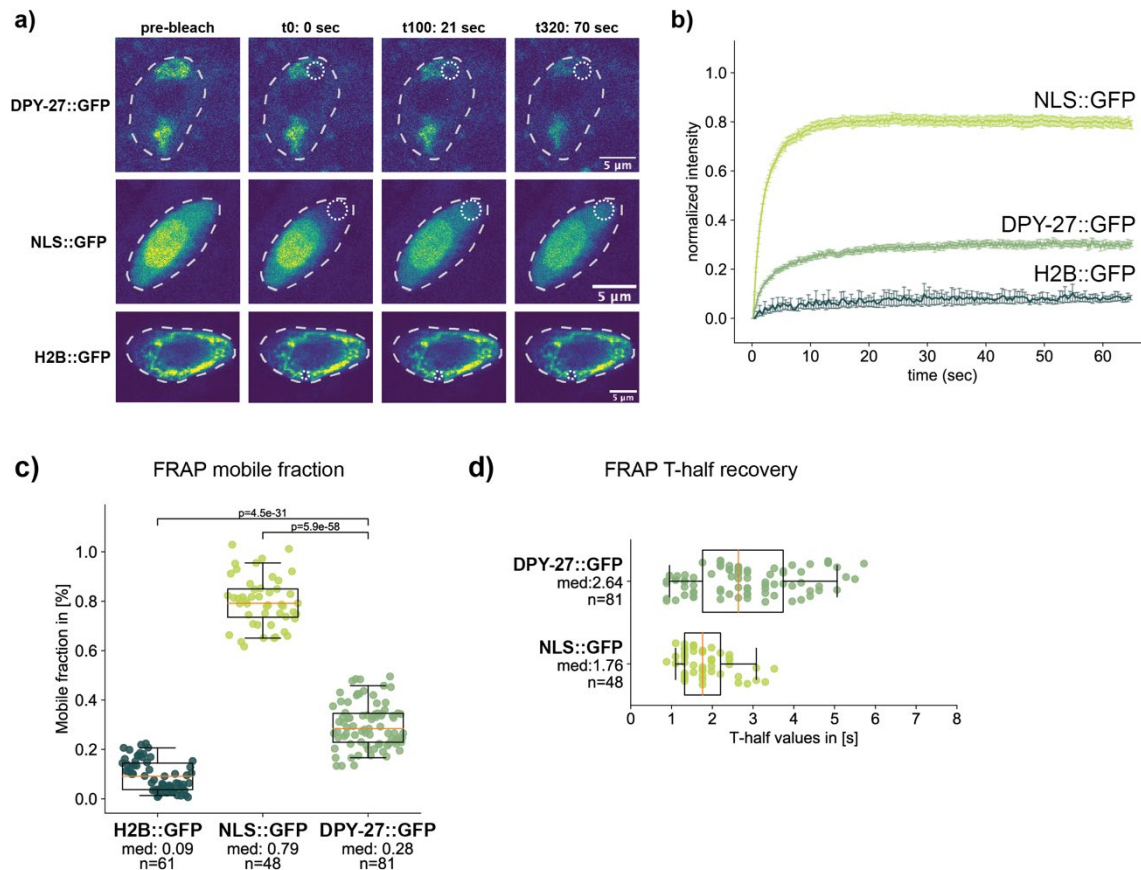 a)
pre-bleach t0: 0 sec t100: 21 sec t320: 70 sec
DPY-27::GFP
5 µm
NLS::GFP
5 µm
H2B::GFP
5 µm
b)
normalized intensity
1.0
0.8
0.6
0.4
0.2
0.0
NLS::GFP
DPY-27::GFP
H2B::GFP
0 10 20 30 40 50 60
time (sec)
c)
FRAP mobile fraction
p=4.5e-31
p=5.9e-58
Mobile fraction in [%]
1.0
0.8
0.6
0.4
0.2
0.0
H2B::GFP NLS::GFP DPY-27::GFP
med: 0.09 med: 0.79 med: 0.28
n=61 n=48 n=81
d)
FRAP T-half recovery
DPY-27::GFP
med:2.64
n=81
NLS::GFP
med:1.76
n=48
0 1 2 3 4 5 6 7 8
T-half values in [s]